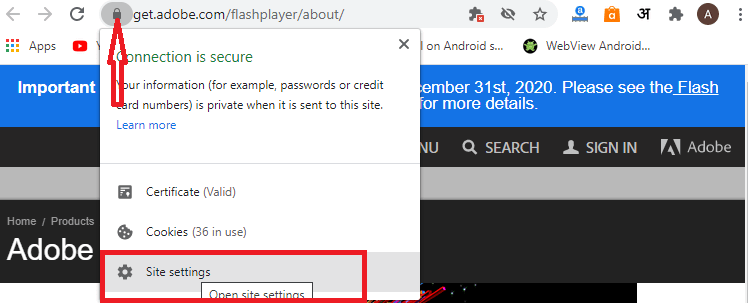 get.adobe.com/flashplayer/about/
अ
A
Apps
Connection is secure
l on Android s...
WebView Android...
Important
cember 31st, 2020. Please see the Flash
Your information (for example, passwords or credit
card numbers) is private when it is sent to this site.
for more details.
Learn more
NU
SEARCH
SIGN IN
Adobe
Certificate (Valid)
Home / Products
Cookies (36 in use)
Adobe
Site settings
Open site settings